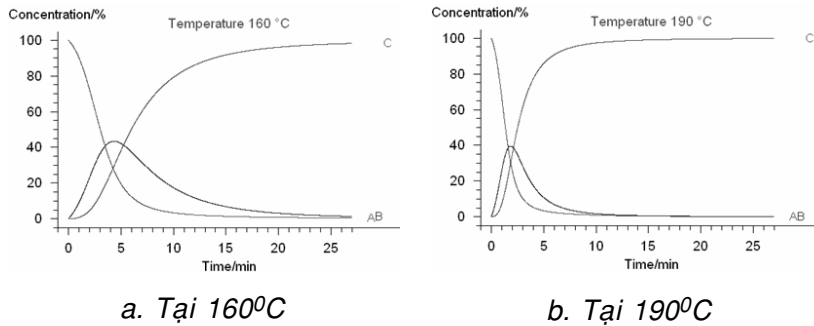 Concentration/%
Temperature 160 °C
C
100
80
60
40
20
0
AB
0 5 10 15 20 25
Time/min
a. Tại 160⁰C
Concentration/%
Temperature 190 °C
C
100
80
60
40
20
0
AB
0 5 10 15 20 25
Time/min
b. Tại 190⁰C